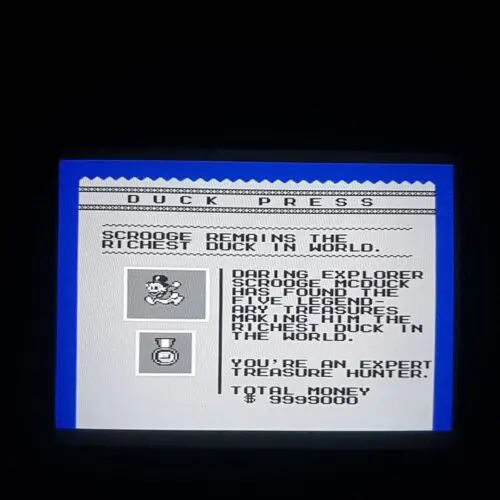 DUCK PRESS
SCROOGE REMAINS THE
RICHEST DUCK IN WORLD.
DARING EXPLORER
SCROOGE MCDUCK
HAS FOUND THE
FIVE LEGEND-
ARY TREASURES
MAKING HIM THE
RICHEST DUCK IN
THE WORLD.
YOU'RE AN EXPERT
TREASURE HUNTER.
TOTAL MONEY
$ 9999000